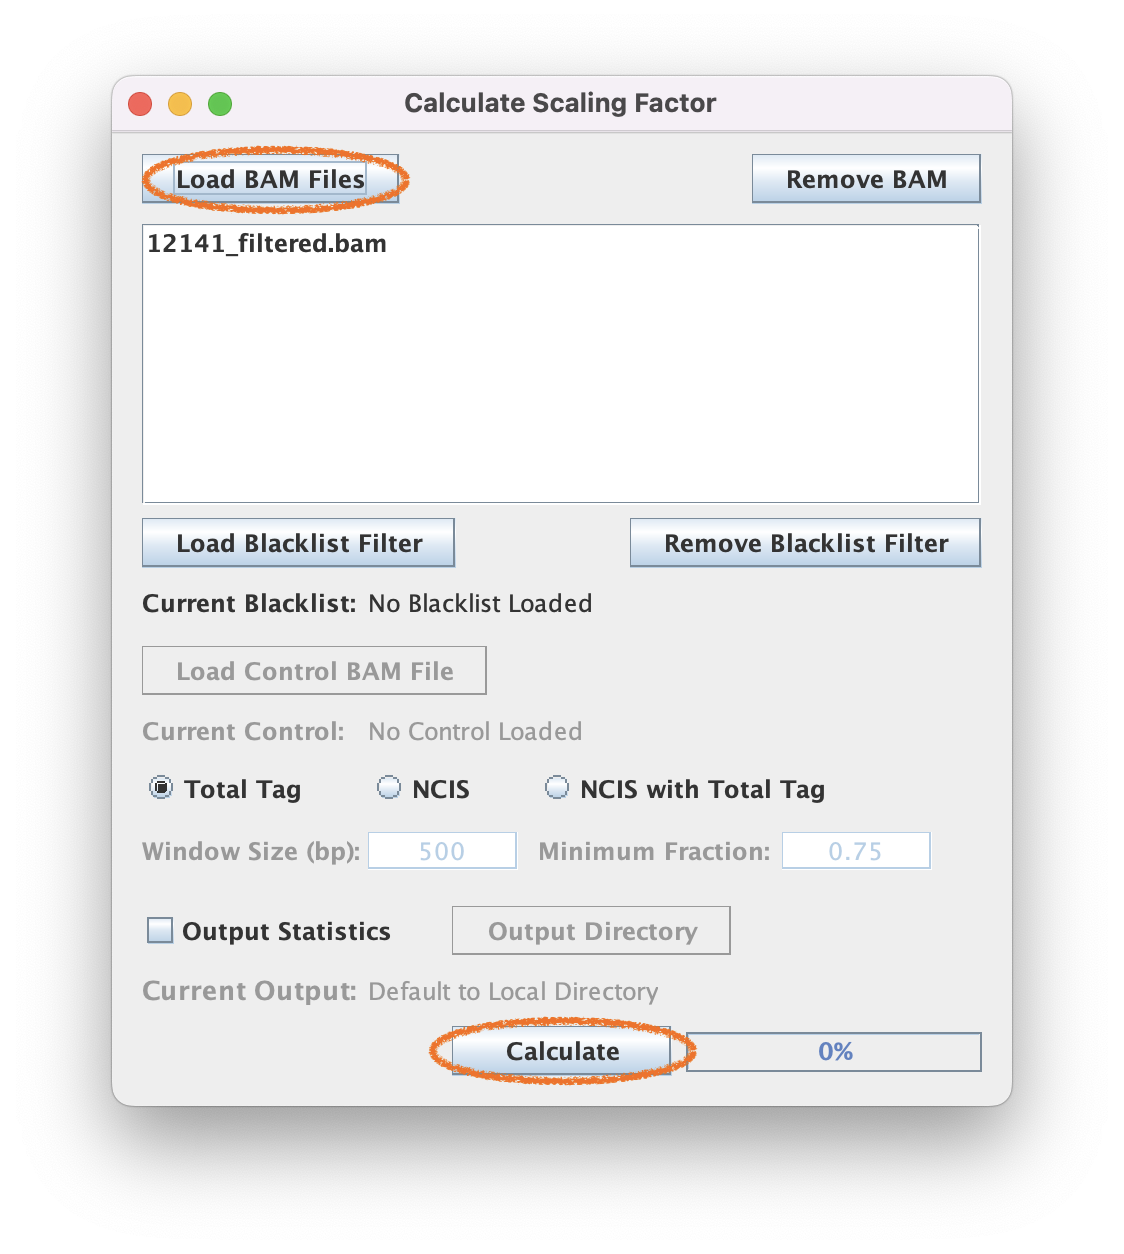 Calculate Scaling Factor
Load BAM Files Remove BAM
12141_filtered.bam
Load Blacklist Filter Remove Blacklist Filter
Current Blacklist: No Blacklist Loaded
Load Control BAM File
Current Control: No Control Loaded
Total Tag NCIS NCIS with Total Tag
Window Size (bp): 500 Minimum Fraction: 0.75
Output Statistics Output Directory
Current Output: Default to Local Directory
Calculate 0%